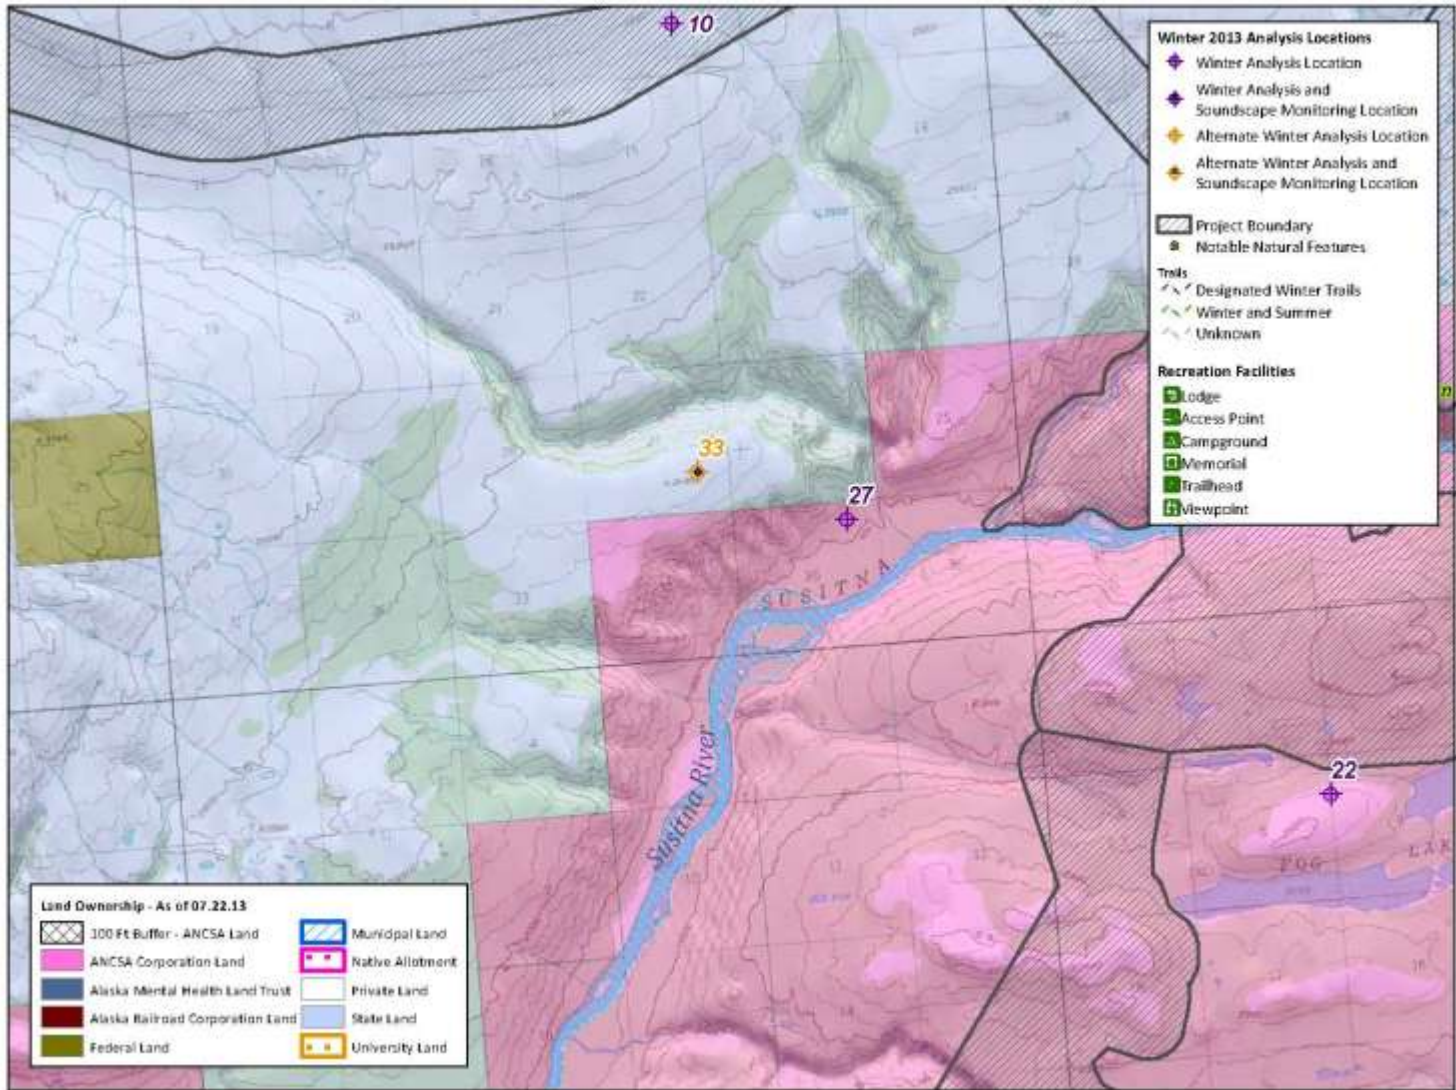 10
Winter 2013 Analysis Locations
Winter Analysis Location
Winter Analysis and
Soundscape Monitoring Location
Alternate Winter Analysis Location
Alternate Winter Analysis and
Soundscape Monitoring Location
Project Boundary
Notable Natural Features
Trails
Designated Winter Trails
Winter and Summer
Unknown
Recreation Facilities
Lodge
Access Point
Campground
Memorial
Trailhead
Viewpoint
33
27
SUSITNA
Susitna River
22
FOG
Land Ownership - As of 07.22.13
100 Ft Buffer - ANCSA Land
ANCSA Corporation Land
Alaska Mental Health Land Trust
Alaska Railroad Corporation Land
Federal Land
Municipal Land
Native Allotment
Private Land
State Land
University Land